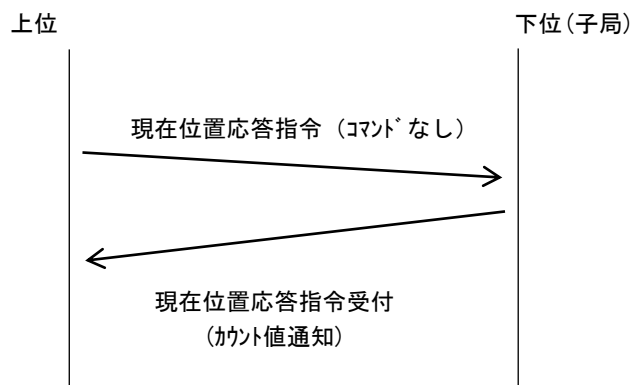 上位
下位(子局)
現在位置応答指令 (ｺﾏﾝﾄﾞなし)
現在位置応答指令受付
(ｶｳﾝﾄ値通知)